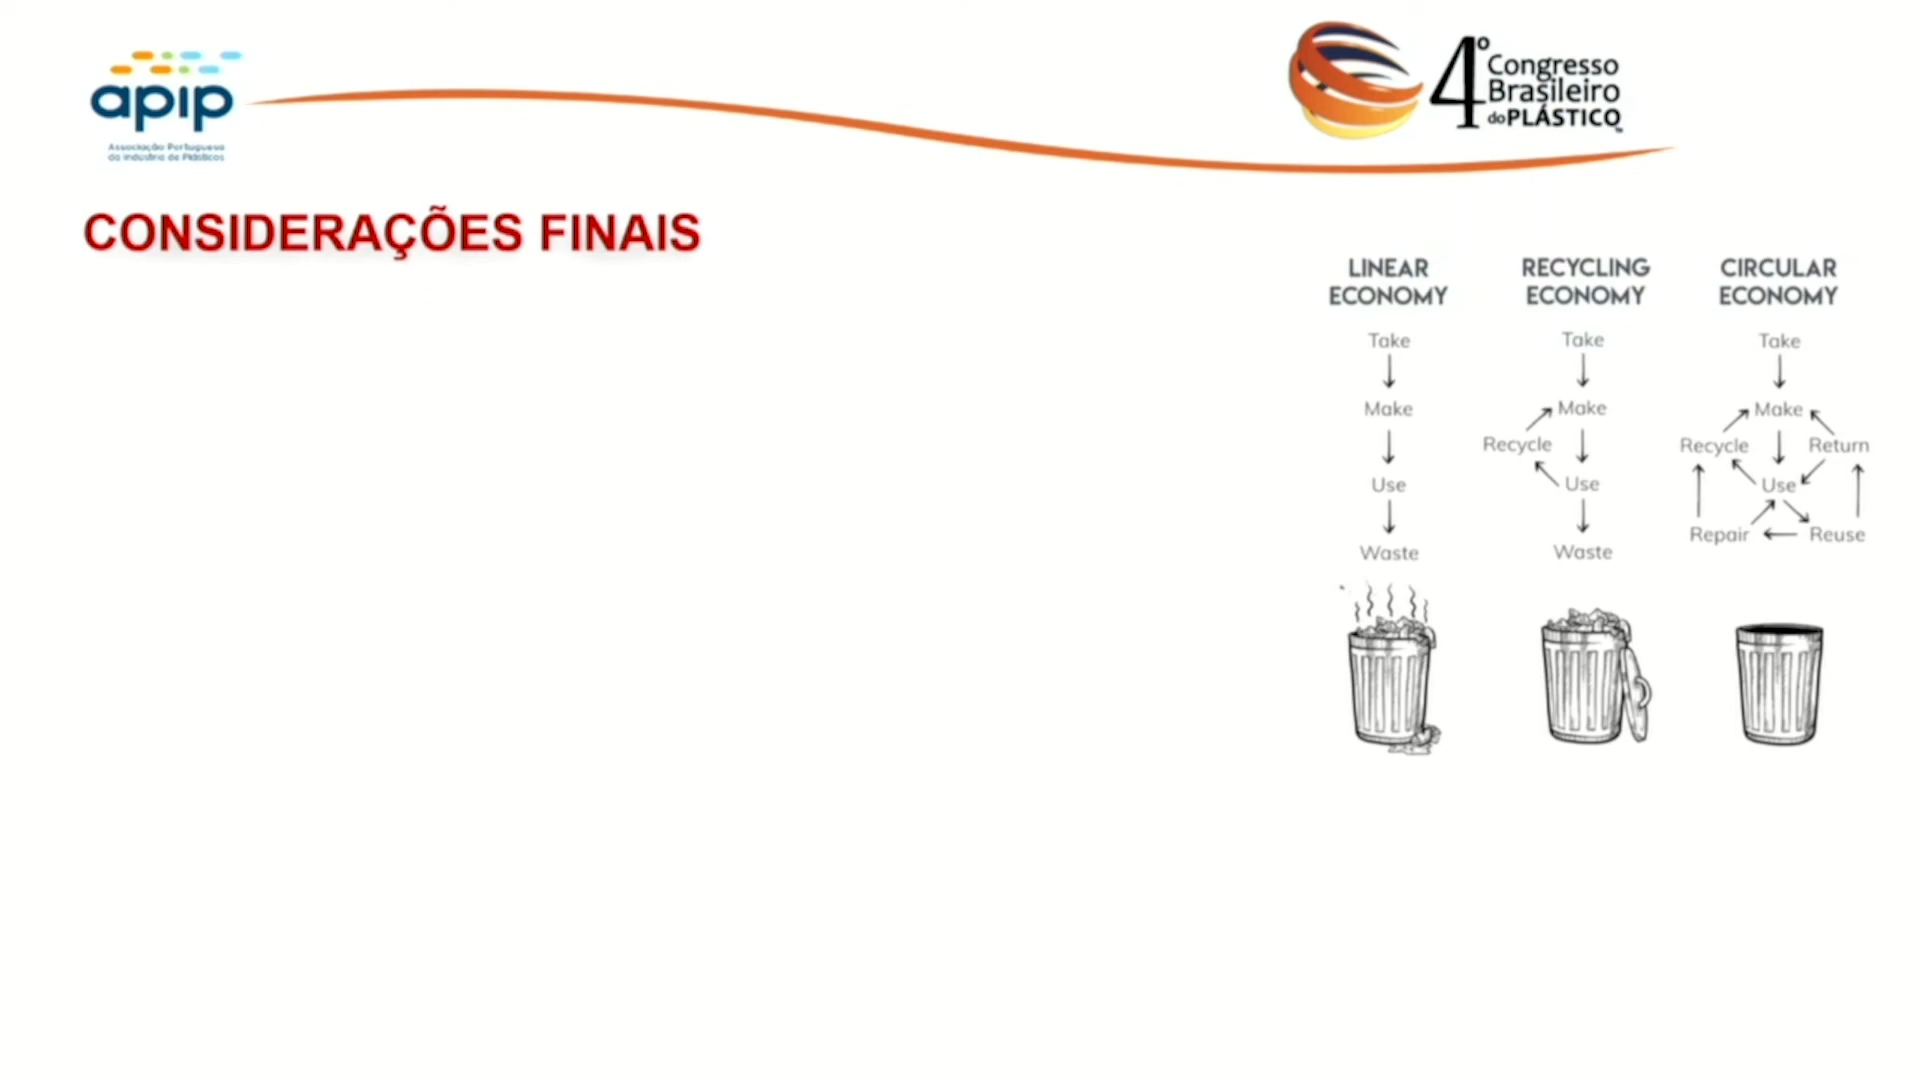 apip
Associação Portuguesa
da Indústria de Plásticos
4º
Congresso
Brasileiro
do PLÁSTICO
TM
CONSIDERAÇÕES FINAIS
LINEAR
ECONOMY
Take
Make
Use
Waste
RECYCLING
ECONOMY
Take
Make
Recycle
Use
Waste
CIRCULAR
ECONOMY
Take
Make
Recycle
Return
Use
Repair
Reuse